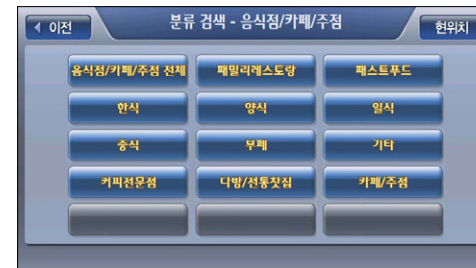 이전 분류 검색 - 음식점/카페/주점 현위치
음식점/카페/주점 전체 패밀리레스토랑 패스트푸드
한식 양식 일식
중식 부페 기타
커피전문점 다방/전통찻집 카페/주점